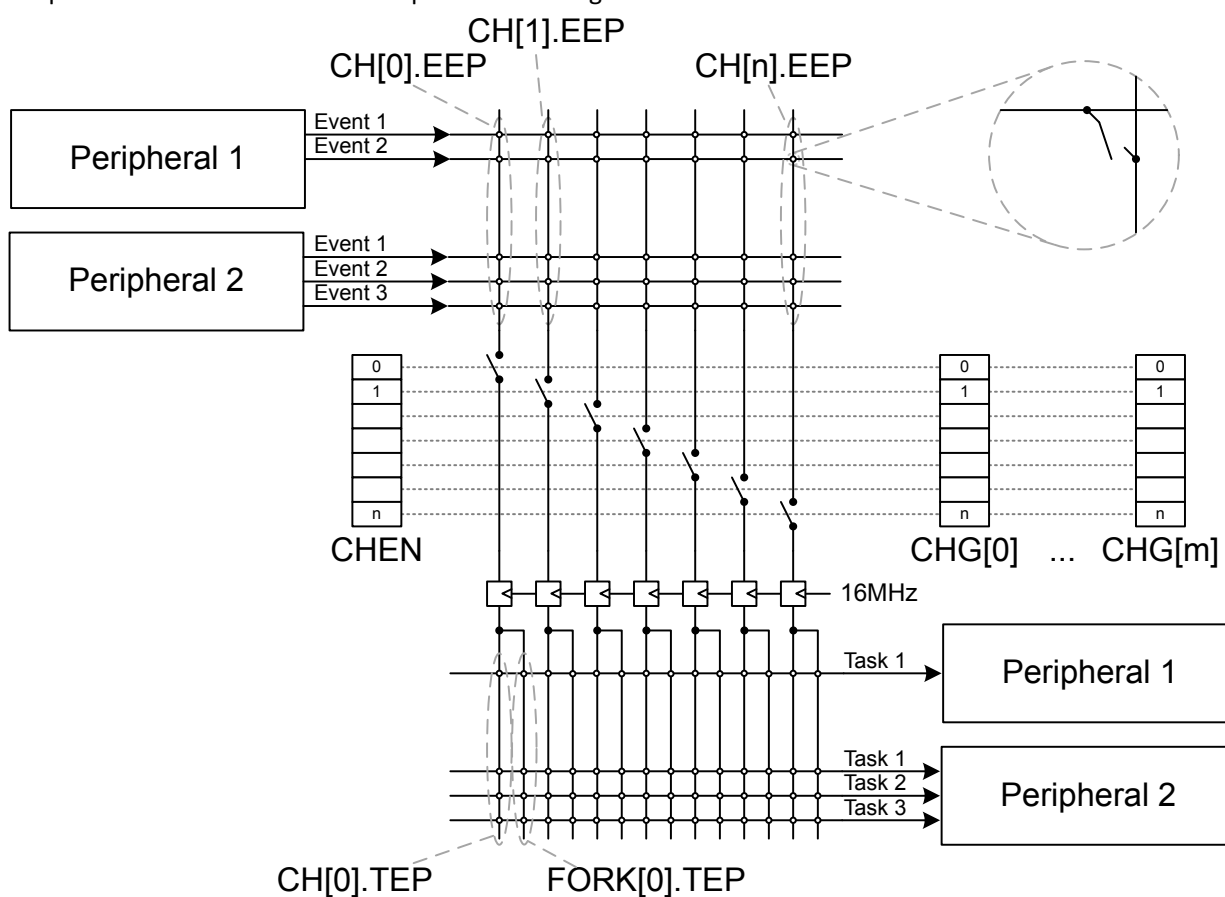 CH[1].EEP
CH[0].EEP
CH[n].EEP
Peripheral 1
Event 1
Event 2
Peripheral 2
Event 1
Event 2
Event 3
0
1
n
CHEN
0
1
n
CHG[0]
...
0
1
n
CHG[m]
16MHz
Task 1
Peripheral 1
Task 1
Task 2
Task 3
Peripheral 2
CH[0].TEP
FORK[0].TEP